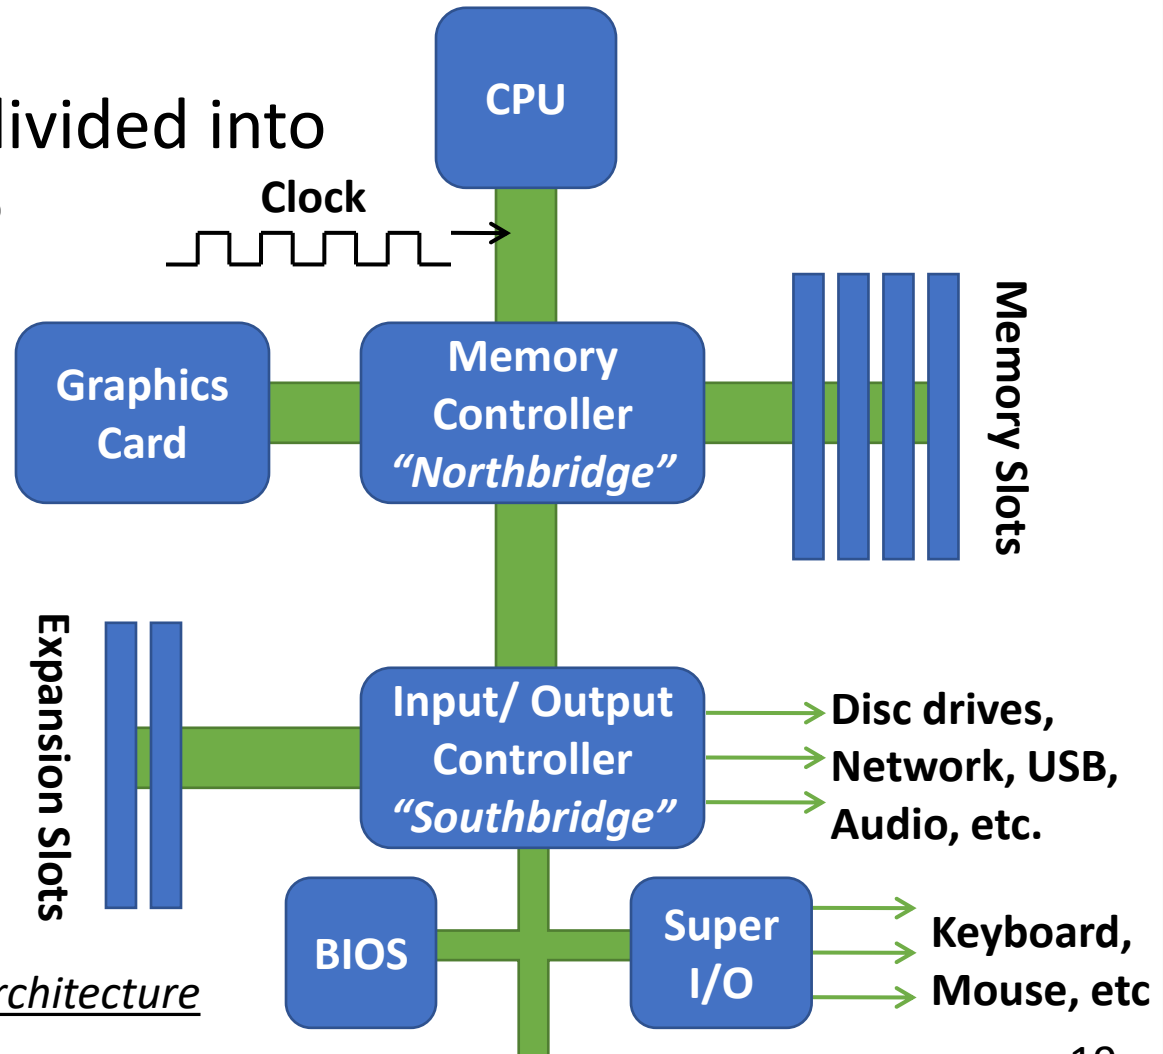 CPU
divided into
Clock
Memory
Controller
“Northbridge”
Graphics
Card
Memory Slots
Expansion Slots
Input/ Output
Controller
“Southbridge”
Disc drives,
Network, USB,
Audio, etc.
BIOS
Super
I/O
Keyboard,
Mouse, etc
rchitecture